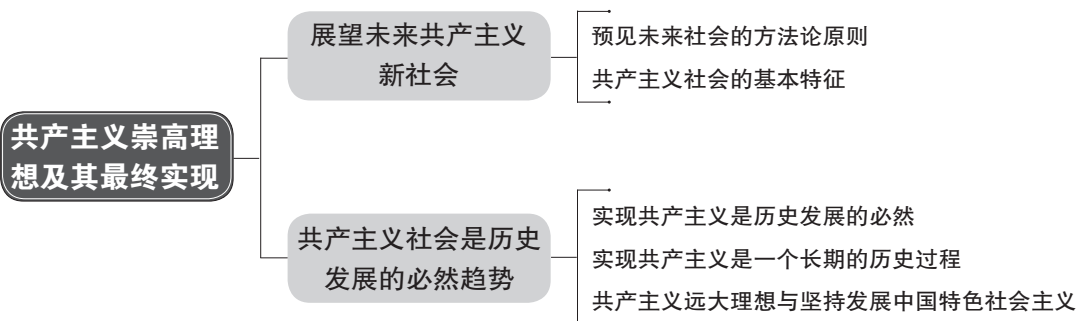 共产主义崇高理
想及其最终实现
展望未来共产主义
新社会
预见未来社会的方法论原则
共产主义社会的基本特征
共产主义社会是历史
发展的必然趋势
实现共产主义是历史发展的必然
实现共产主义是一个长期的历史过程
共产主义远大理想与坚持发展中国特色社会主义